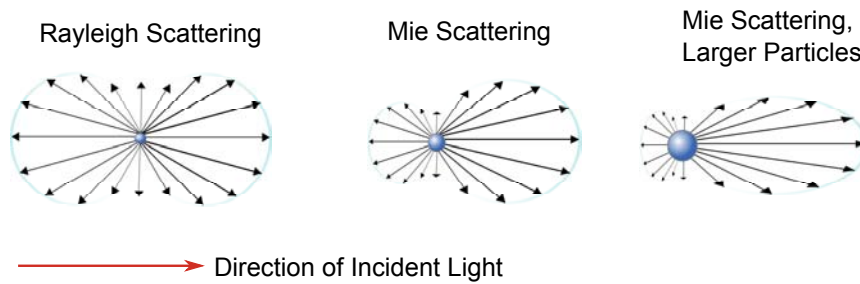 Rayleigh Scattering
Mie Scattering
Mie Scattering,
Larger Particles
Direction of Incident Light